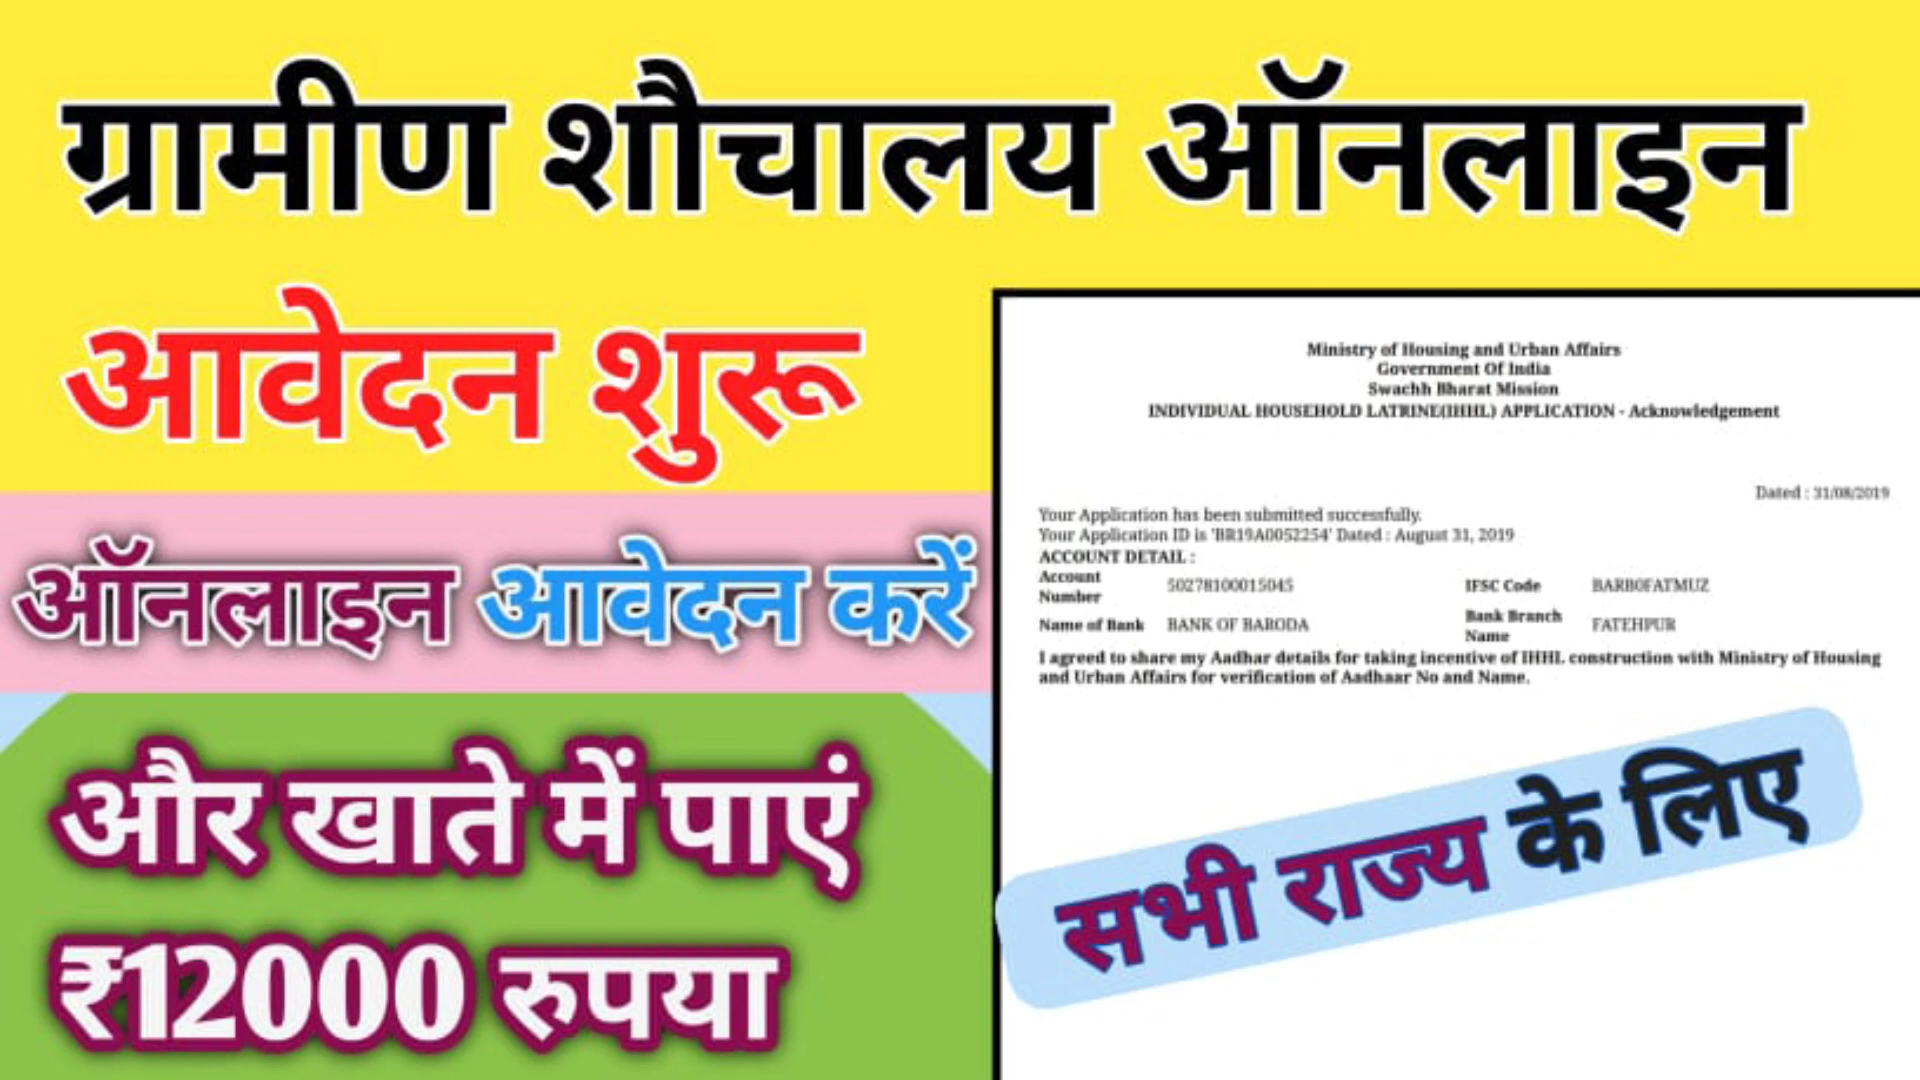 ग्रामीण शौचालय ऑनलाइन
आवेदन शुरू
ऑनलाइन आवेदन करें
और खाते में पाएं
₹12000 रुपया
Ministry of Housing and Urban Affairs
Government Of India
Swachh Bharat Mission
INDIVIDUAL HOUSEHOLD LATRINE(IHHL) APPLICATION - Acknowledgement
Dated : 31/08/2019
Your Application has been submitted successfully.
Your Application ID is 'BR19A0052254' Dated : August 31, 2019
ACCOUNT DETAIL :
Account Number 50278100015045 IFSC Code BARB0FATMUZ
Name of Bank BANK OF BARODA Bank Branch Name FATEHPUR
I agreed to share my Aadhar details for taking incentive of IHHL construction with Ministry of Housing
and Urban Affairs for verification of Aadhaar No and Name.
सभी राज्य के लिए